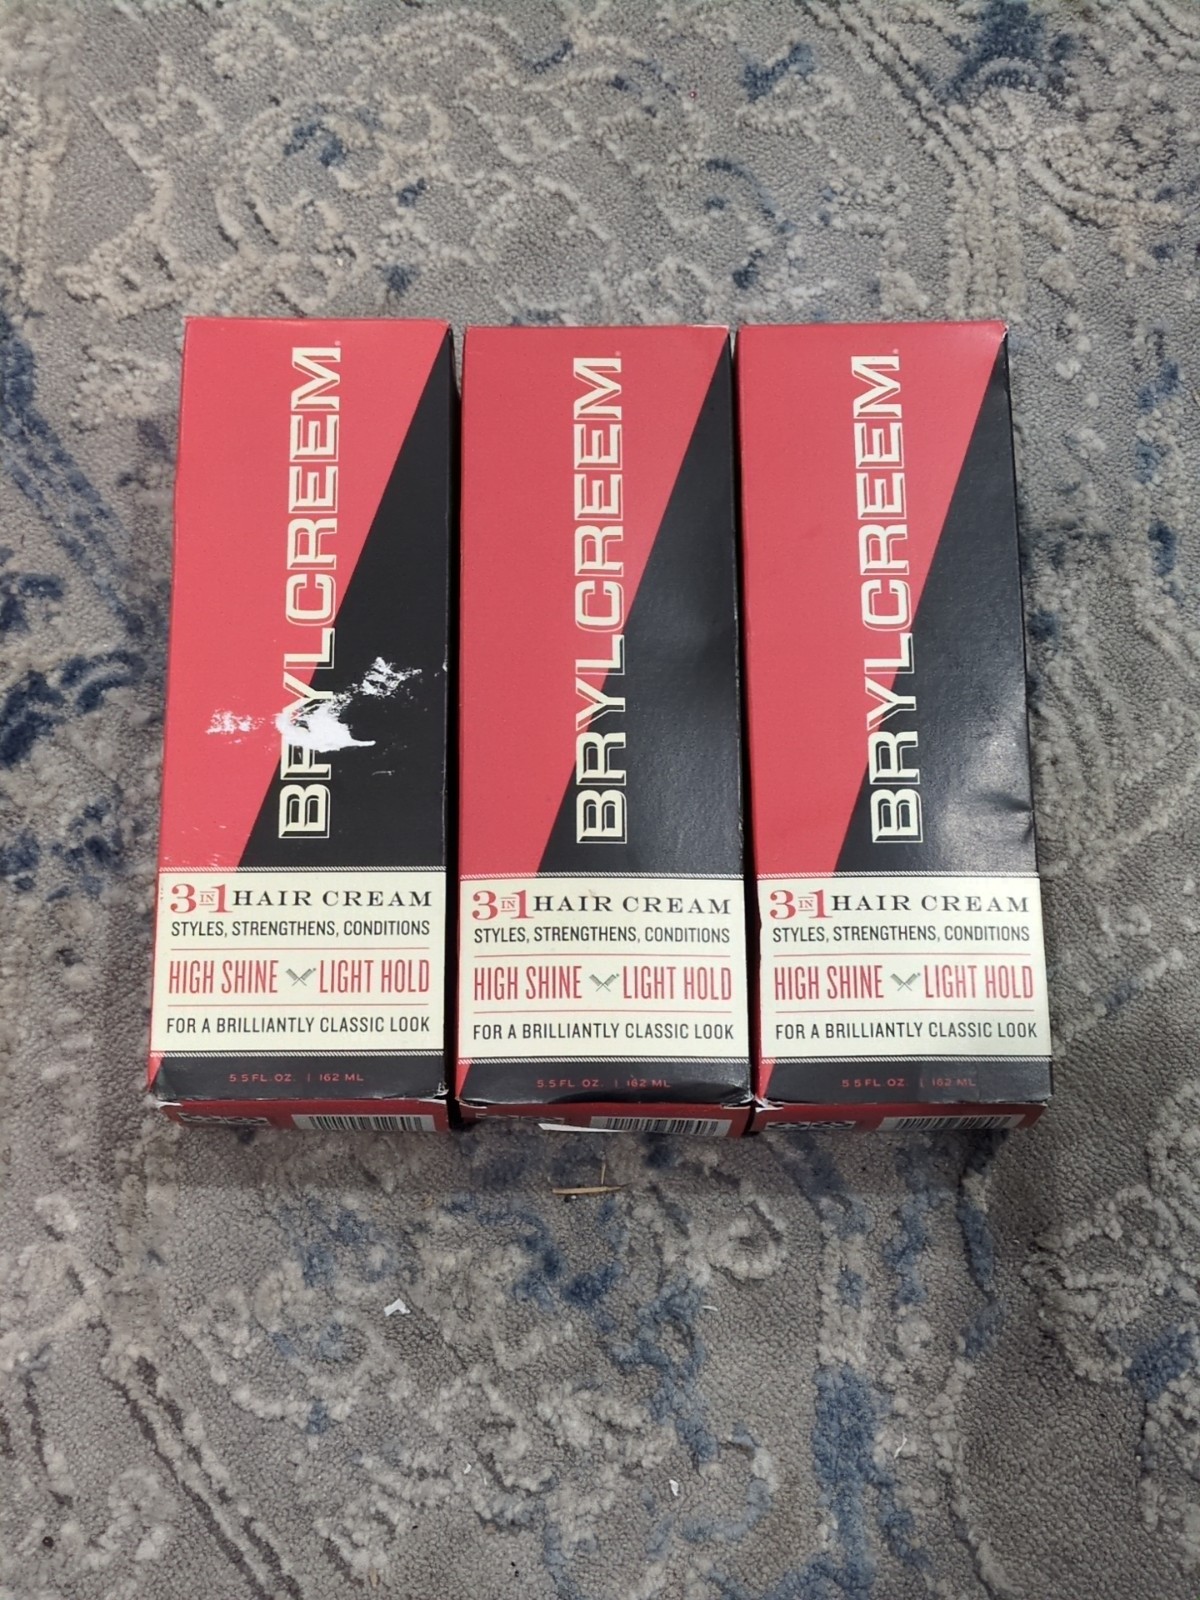 BRYLCREEM®
3 IN 1 HAIR CREAM
STYLES, STRENGTHENS, CONDITIONS
HIGH SHINE LIGHT HOLD
FOR A BRILLIANTLY CLASSIC LOOK
5.5 FL. OZ. | 162 ML
BRYLCREEM®
3 IN 1 HAIR CREAM
STYLES, STRENGTHENS, CONDITIONS
HIGH SHINE LIGHT HOLD
FOR A BRILLIANTLY CLASSIC LOOK
5.5 FL. OZ. | 162 ML
BRYLCREEM®
3 IN 1 HAIR CREAM
STYLES, STRENGTHENS, CONDITIONS
HIGH SHINE LIGHT HOLD
FOR A BRILLIANTLY CLASSIC LOOK
5.5 FL. OZ. | 162 ML